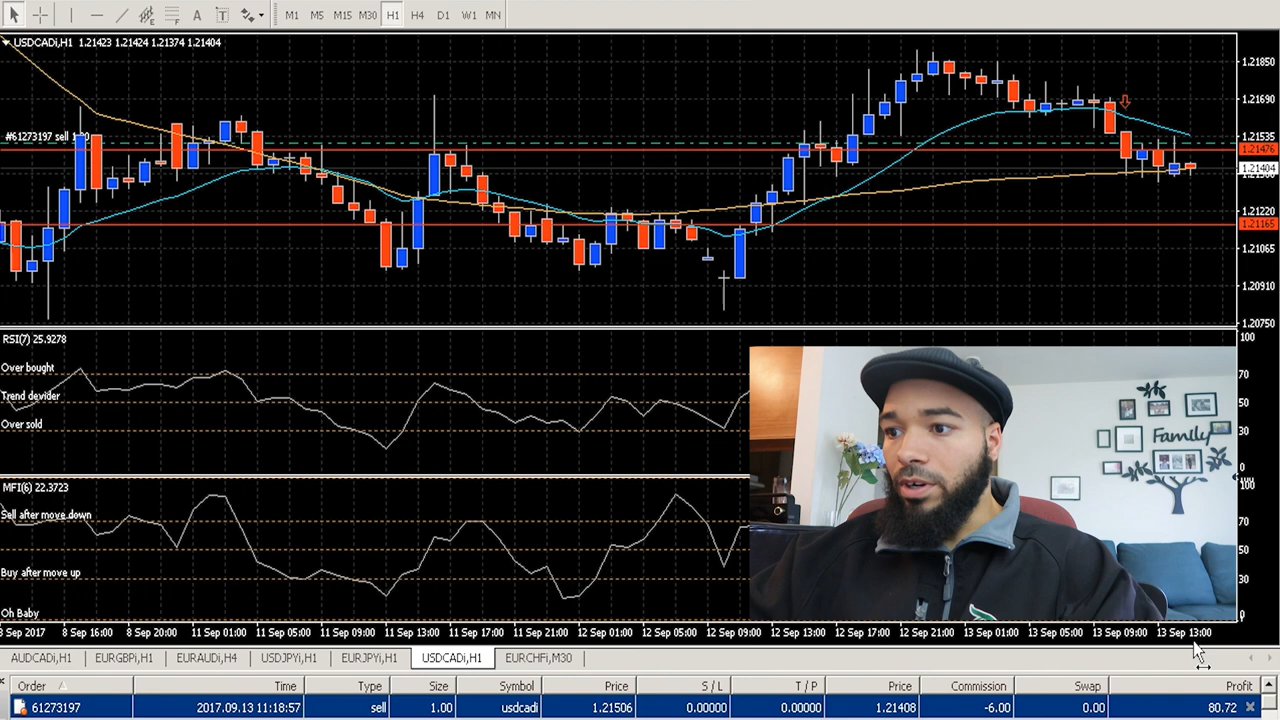 A T
M1 M5 M15 M30 H1 H4 D1 W1 MN
USDCADi,H1 1.21423 1.21424 1.21374 1.21404
1.21850
1.21690
#61273197 sell 1.00
1.21535
1.21476
1.21404
1.21220
1.21165
1.21065
1.20910
1.20750
RSI(7) 25.9278
100
Over bought
70
Trend devider
50
Over sold
30
0
MFI(6) 22.3723
100
Sell after move down
70
50
Buy after move up
30
Oh Baby
0
Family
8 Sep 2017 8 Sep 16:00 8 Sep 20:00 11 Sep 01:00 11 Sep 05:00 11 Sep 09:00 11 Sep 13:00 11 Sep 17:00 11 Sep 21:00 12 Sep 01:00 12 Sep 05:00 12 Sep 09:00 12 Sep 13:00 12 Sep 17:00 12 Sep 21:00 13 Sep 01:00 13 Sep 05:00 13 Sep 09:00 13 Sep 13:00
AUDCADi,H1 EURGBPi,H1 EURAUDi,H4 USDJPYi,H1 EURJPYi,H1 USDCADi,H1 EURCHFi,M30
Order Time Type Size Symbol Price S / L T / P Price Commission Swap Profit
61273197 2017.09.13 11:18:57 sell 1.00 usdcadi 1.21506 0.00000 0.00000 1.21408 -6.00 0.00 80.72